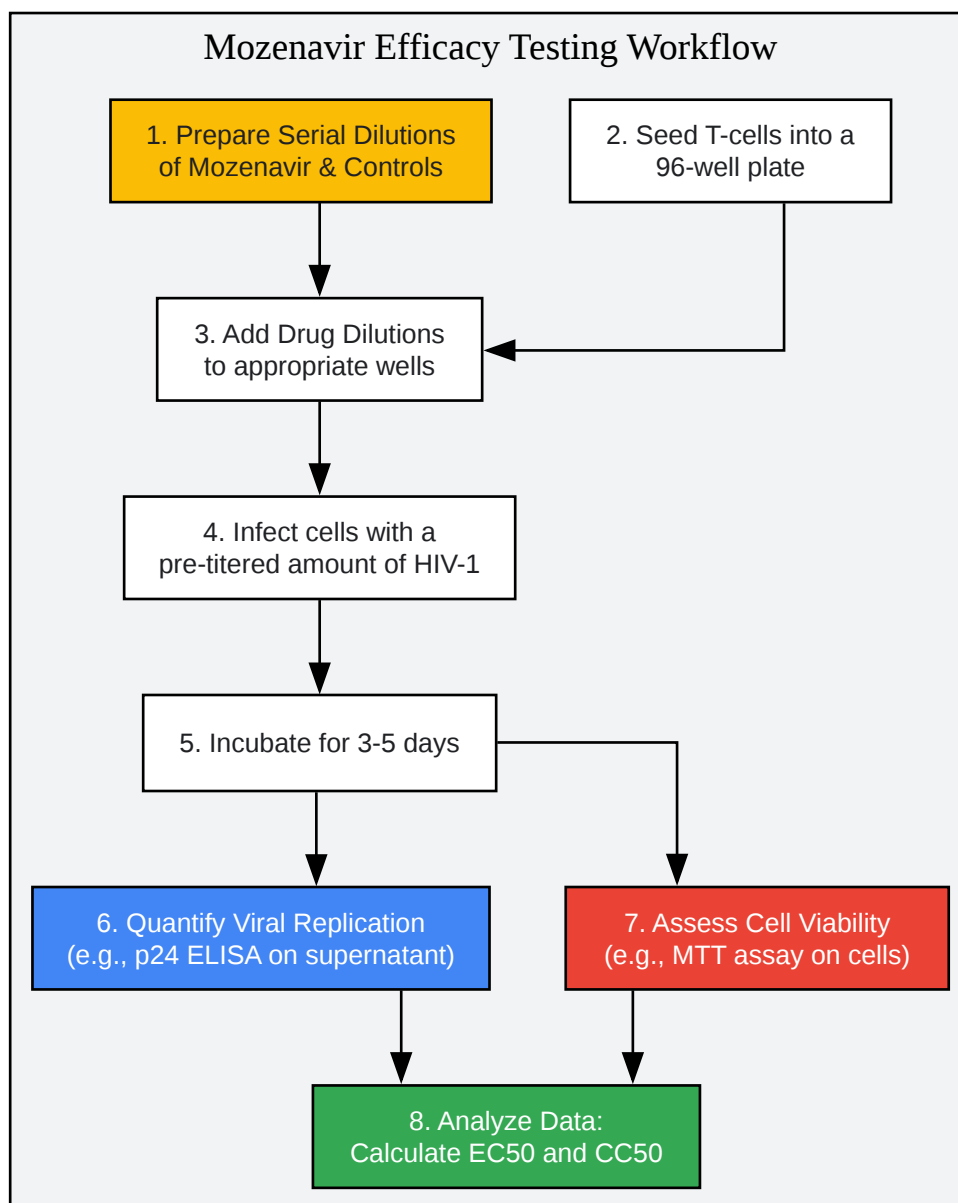 Mozenavir Efficacy Testing Workflow
1. Prepare Serial Dilutions
of Mozenavir & Controls
2. Seed T-cells into a
96-well plate
3. Add Drug Dilutions
to appropriate wells
4. Infect cells with a
pre-titered amount of HIV-1
5. Incubate for 3-5 days
6. Quantify Viral Replication
(e.g., p24 ELISA on supernatant)
7. Assess Cell Viability
(e.g., MTT assay on cells)
8. Analyze Data:
Calculate EC50 and CC50